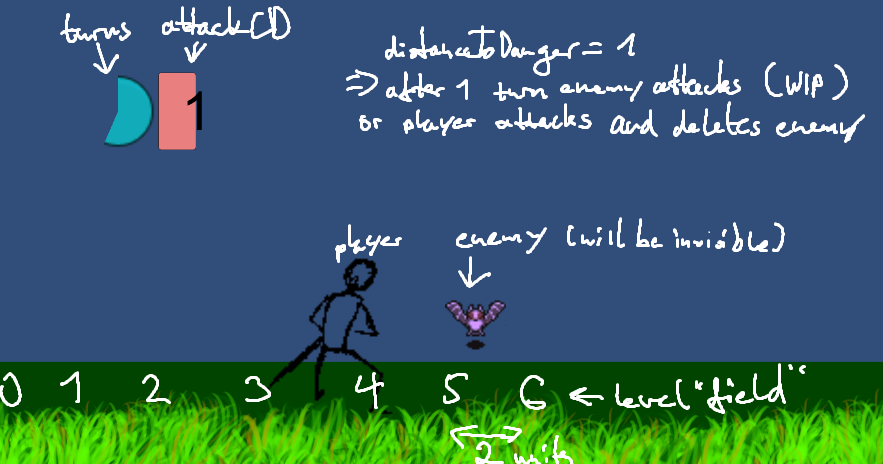 turns attackCD
distanceToDanger = 1
1
=> after 1 turn enemy attacks (WIP)
or player attacks and deletes enemy
player enemy (will be invisible)
0 1 2 3 4 5 6 ← level "field"
2 units